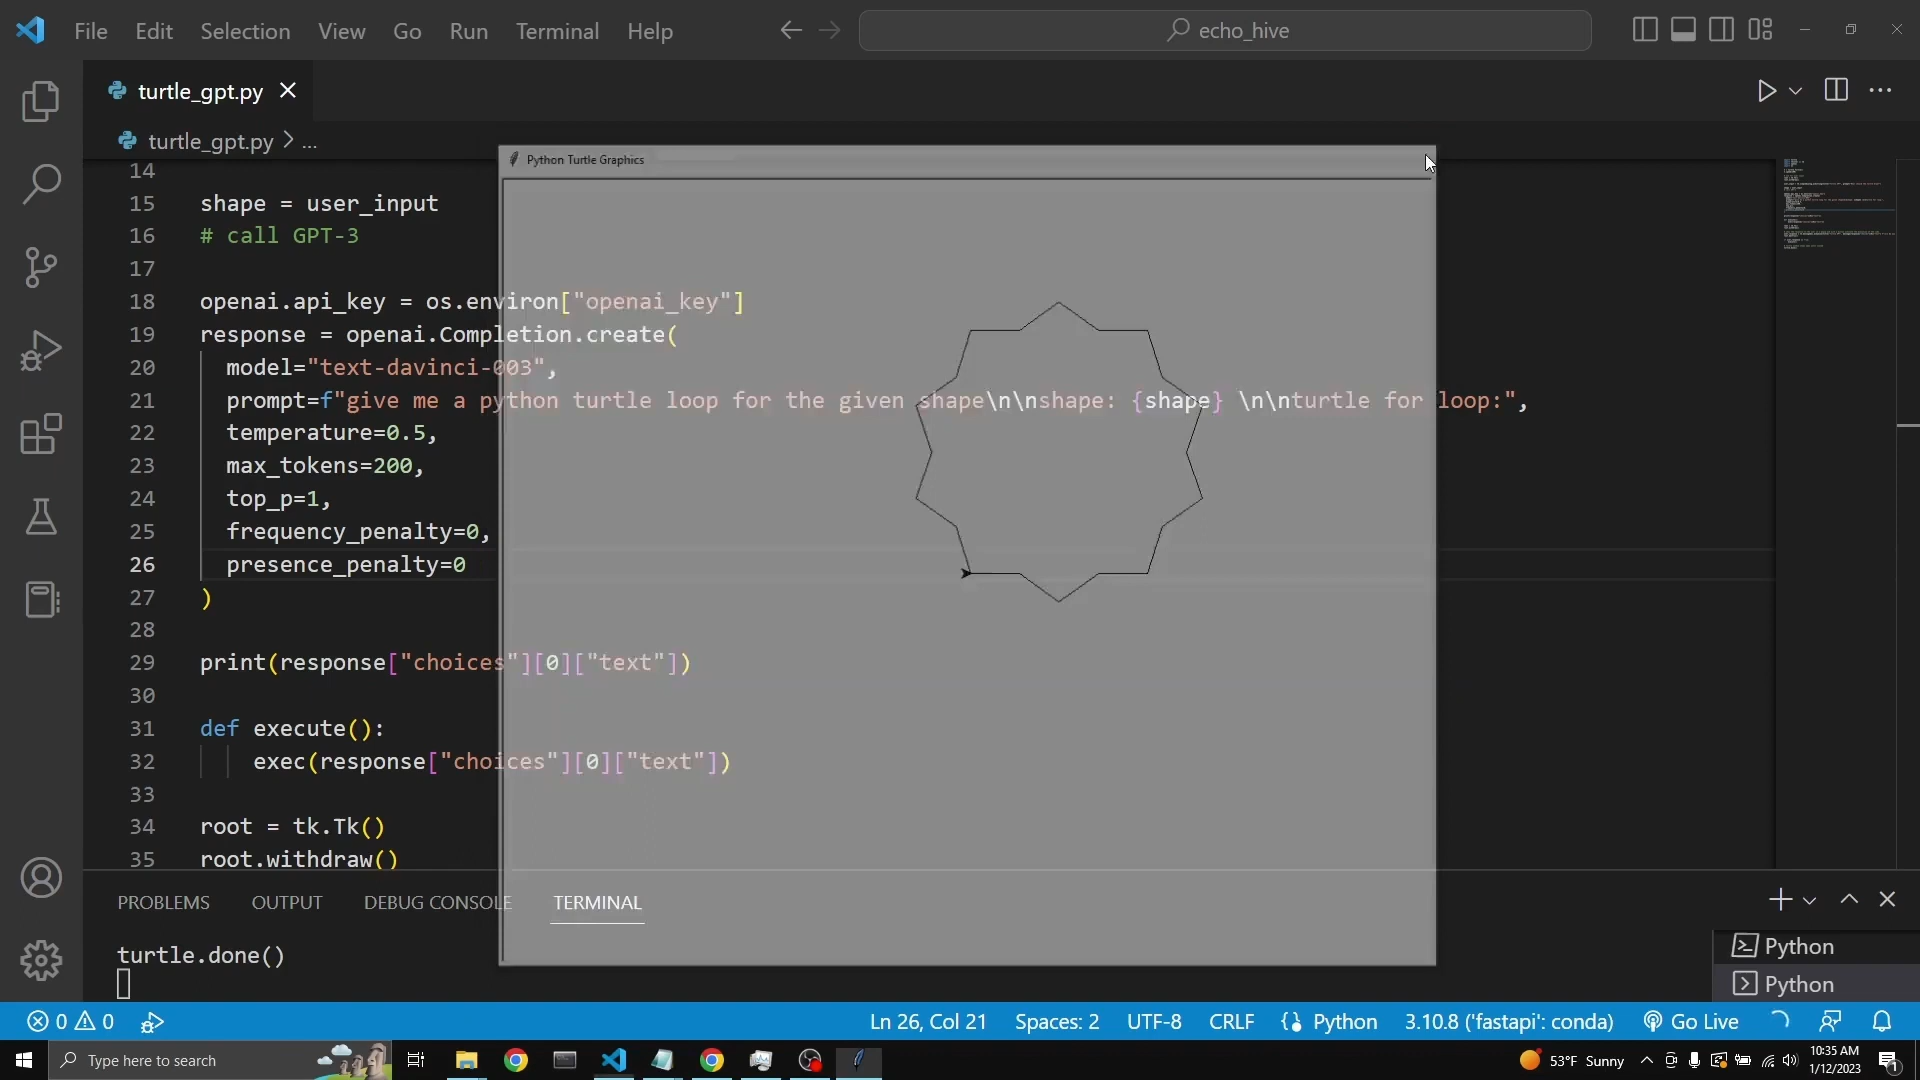 File Edit Selection View Go Run Terminal Help
echo_hive
turtle_gpt.py
turtle_gpt.py > ...
Python Turtle Graphics
14
15 shape = user_input
16 # call GPT-3
17
18 openai.api_key = os.environ["openai_key"]
19 response = openai.Completion.create(
20 model="text-davinci-003",
21 prompt=f"give me a python turtle loop for the given shape\n\nshape: {shape} \n\nturtle for loop:",
22 temperature=0.5,
23 max_tokens=200,
24 top_p=1,
25 frequency_penalty=0,
26 presence_penalty=0
27 )
28
29 print(response["choices"][0]["text"])
30
31 def execute():
32 exec(response["choices"][0]["text"])
33
34 root = tk.Tk()
35 root.withdraw()
PROBLEMS OUTPUT DEBUG CONSOLE TERMINAL
turtle.done()
Python
Python
0 0 Ln 26, Col 21 Spaces: 2 UTF-8 CRLF Python 3.10.8 ('fastapi': conda) Go Live
Type here to search 53°F Sunny 10:35 AM
1/12/2023
1